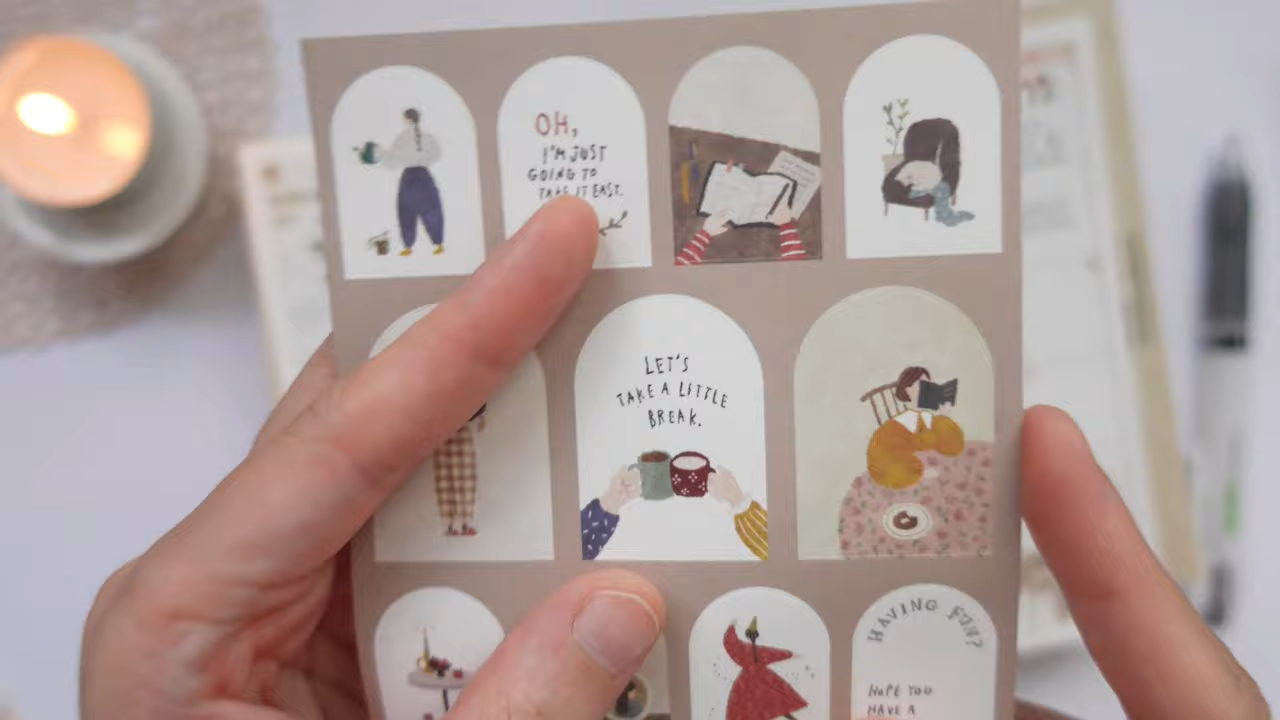 OH,
I'M JUST
GOING TO
TAKE IT EASY.
LET'S
TAKE A LITTLE
BREAK.
HAVING FUN?
HOPE YOU
HAVE A